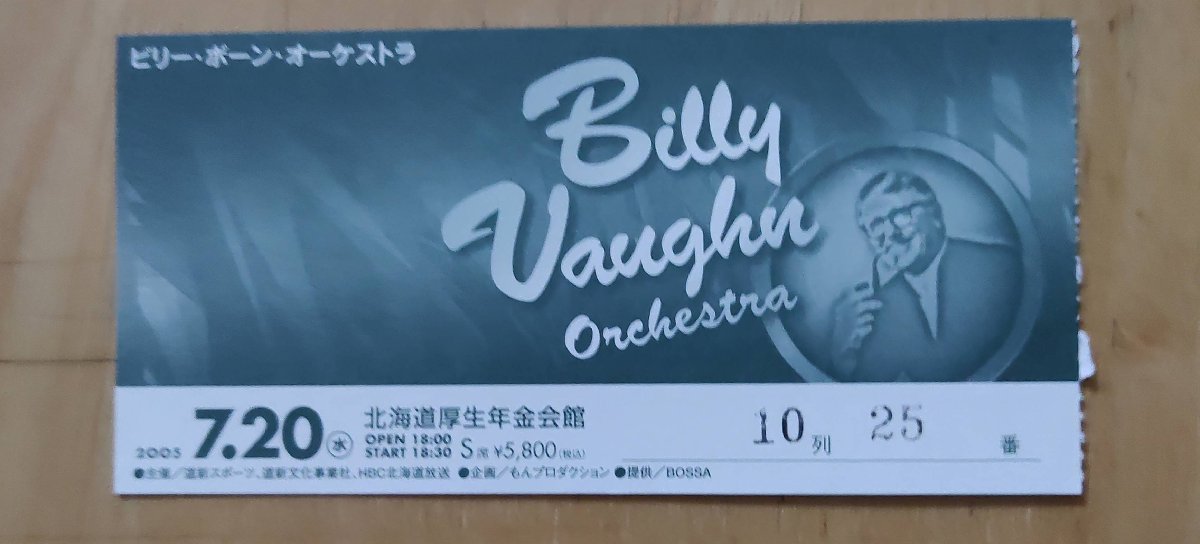 ビリー・ボーン・オーケストラ
Billy
Vaughn
Orchestra
2005 7.20 水
北海道厚生年金会館
OPEN 18:00
START 18:30 S席 ¥5,800(税込)
10列 25 番
●主催／道新スポーツ、道新文化事業社、HBC北海道放送 ●企画／もんプロダクション ●提供／BOSSA